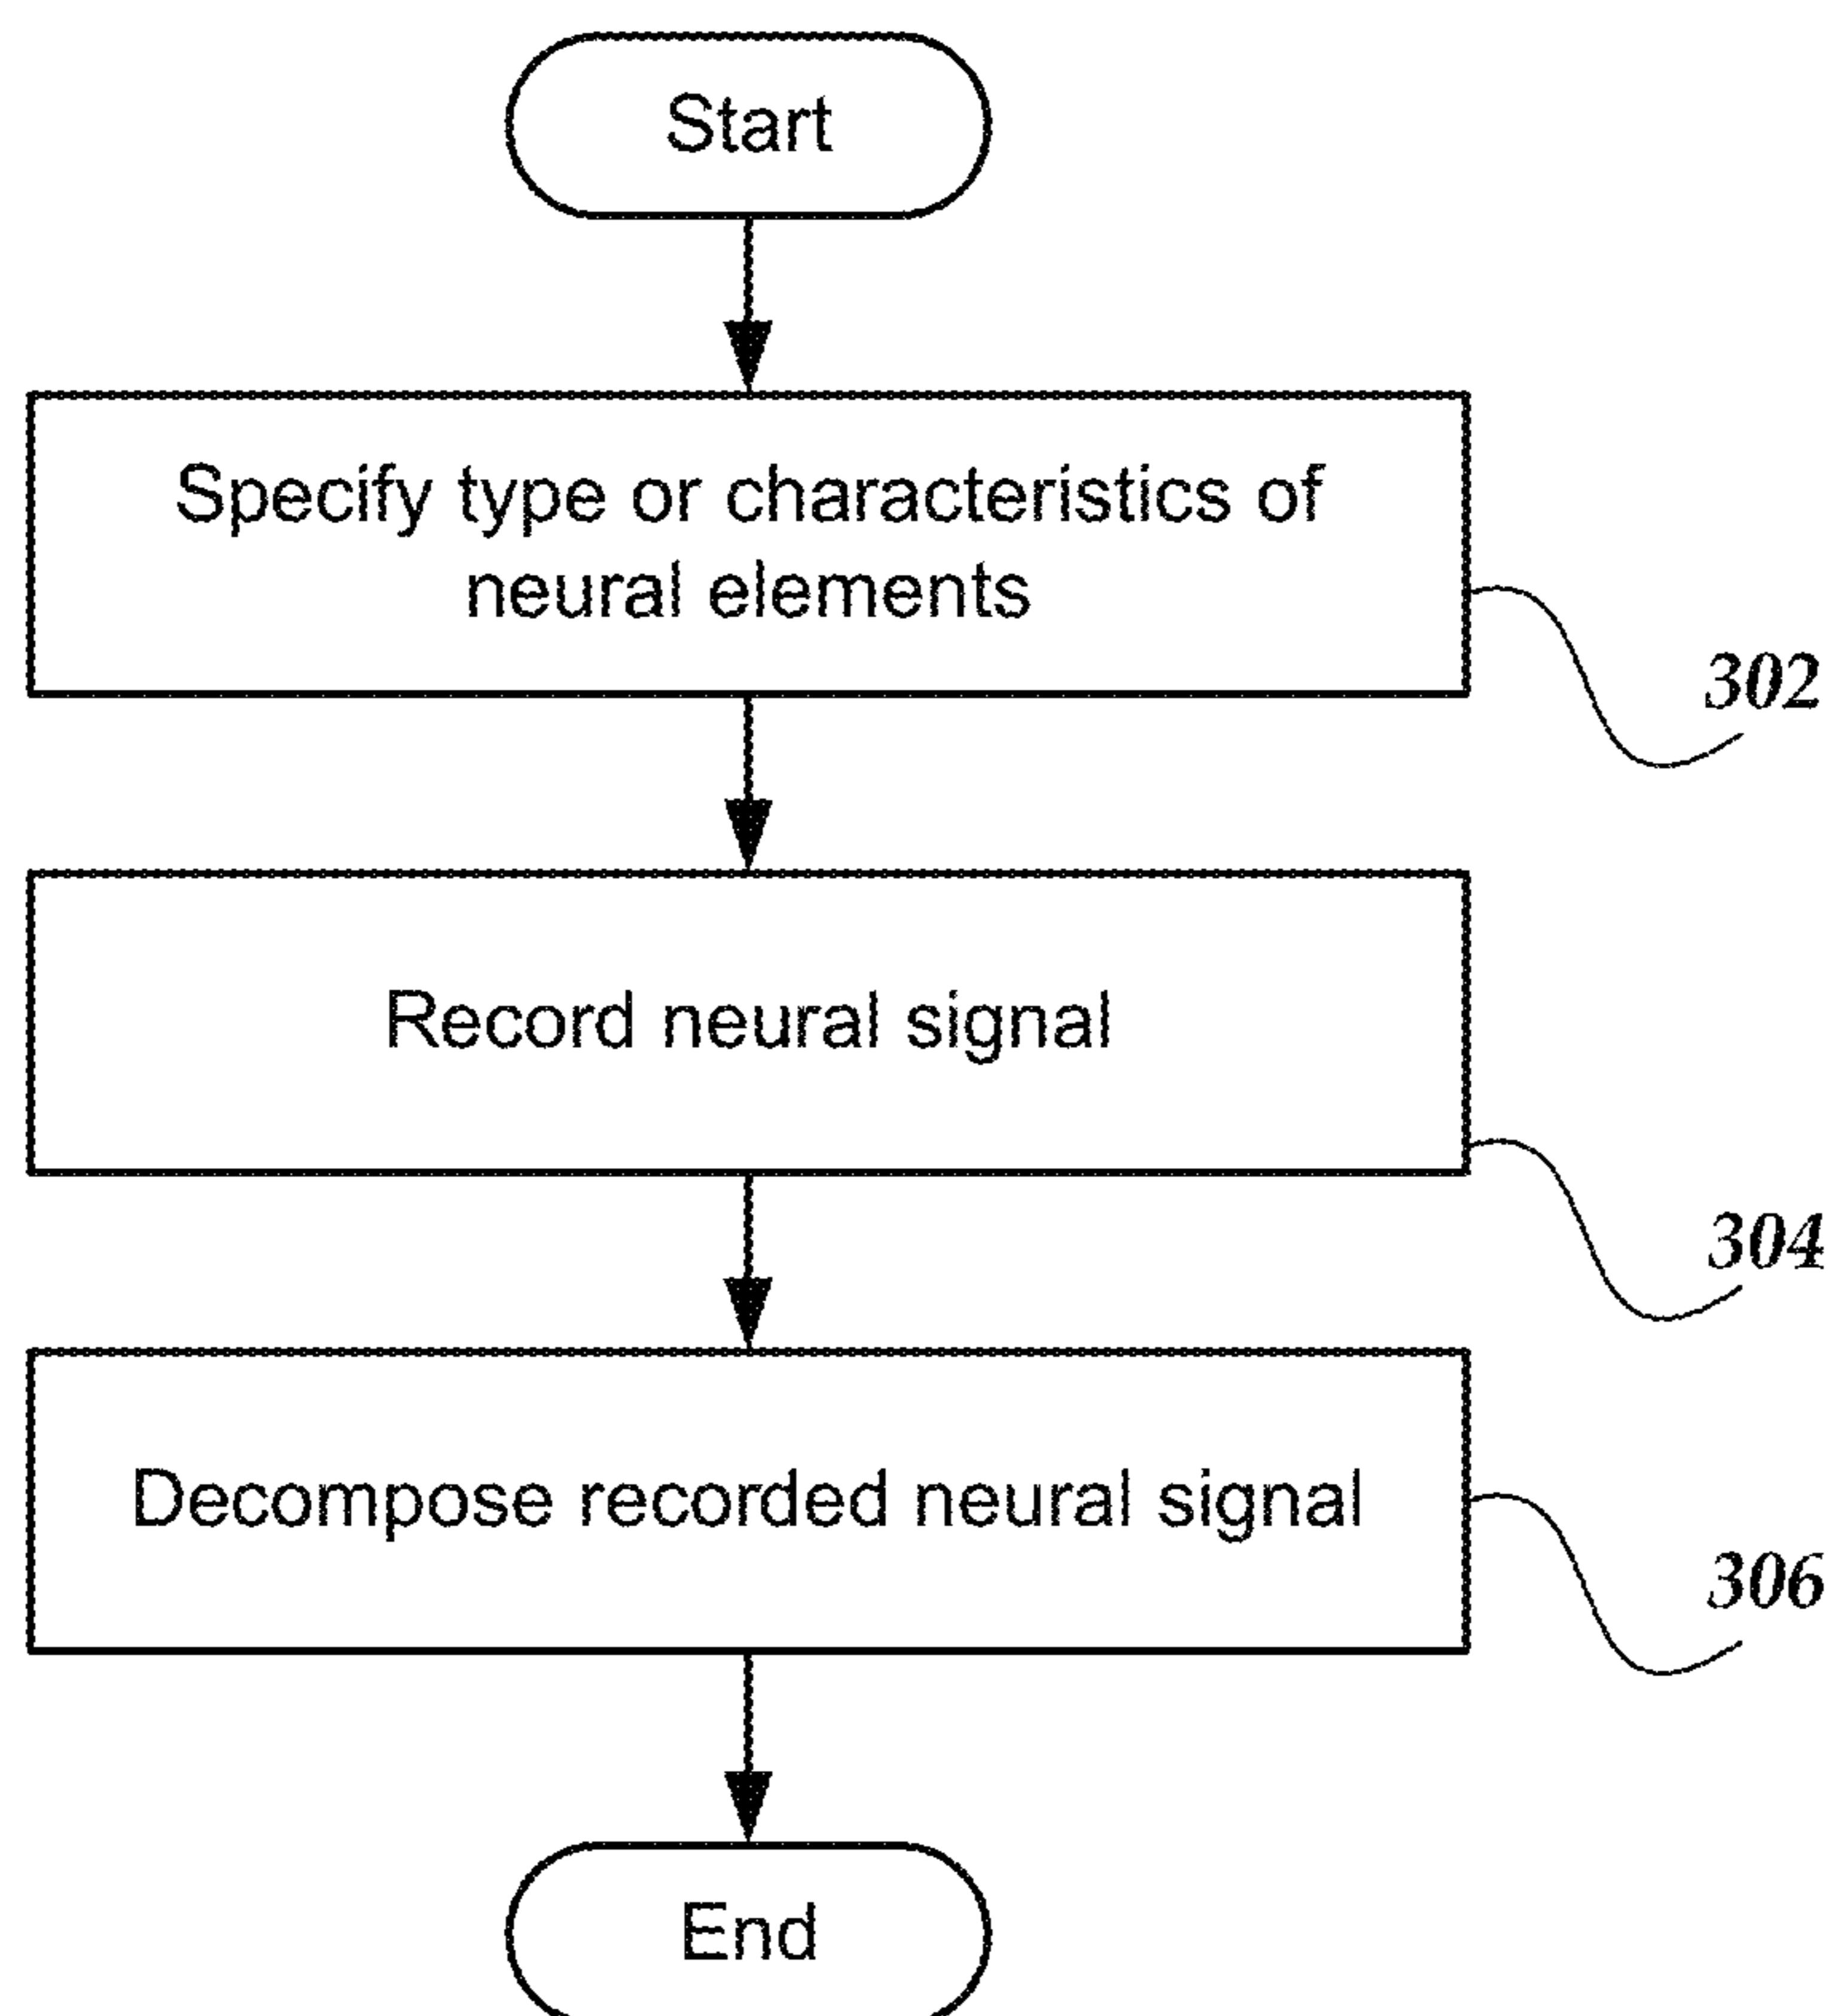 Start
Specify type or characteristics of
neural elements
302
Record neural signal
304
Decompose recorded neural signal
306
End